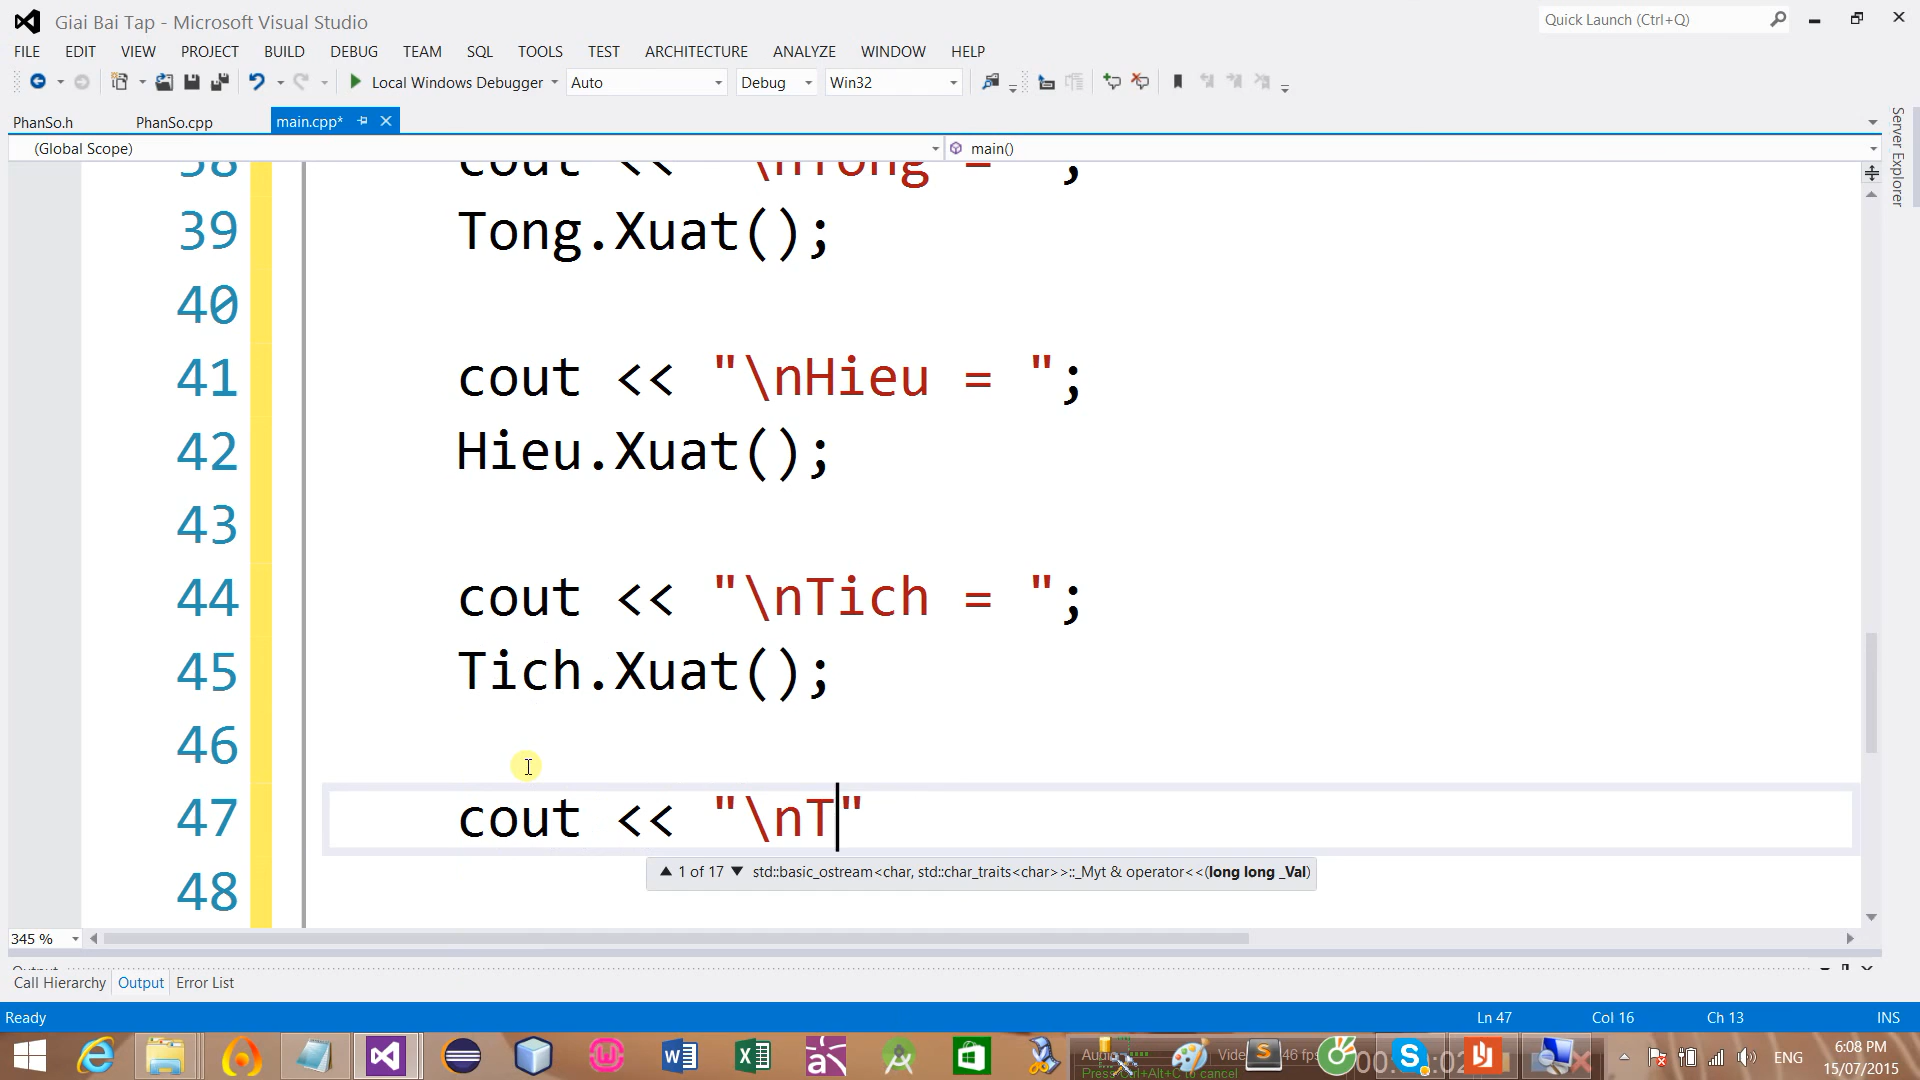 Giai Bai Tap - Microsoft Visual Studio
Quick Launch (Ctrl+Q)
FILE EDIT VIEW PROJECT BUILD DEBUG TEAM SQL TOOLS TEST ARCHITECTURE ANALYZE WINDOW HELP
Local Windows Debugger Auto Debug Win32
PhanSo.h PhanSo.cpp main.cpp*
(Global Scope) main()
Server Explorer
38 cout << "\nTong = ";
39 Tong.Xuat();
40
41 cout << "\nHieu = ";
42 Hieu.Xuat();
43
44 cout << "\nTich = ";
45 Tich.Xuat();
46
47 cout << "\nT"
1 of 17 std::basic_ostream<char, std::char_traits<char>>::_Myt & operator<<(long long _Val)
48
345 %
Output
Call Hierarchy Output Error List
Ready Ln 47 Col 16 Ch 13 INS
ENG
6:08 PM
15/07/2015
Press Ctrl+Alt+C to cancel